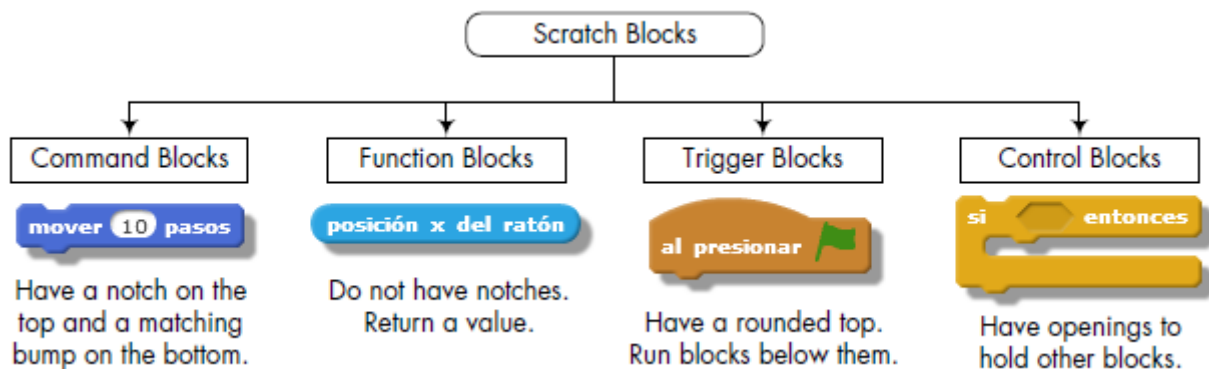 Scratch Blocks
Command Blocks
Function Blocks
Trigger Blocks
Control Blocks
mover 10 pasos
posición x del ratón
al presionar
si entonces
Have a notch on the
top and a matching
bump on the bottom.
Do not have notches.
Return a value.
Have a rounded top.
Run blocks below them.
Have openings to
hold other blocks.